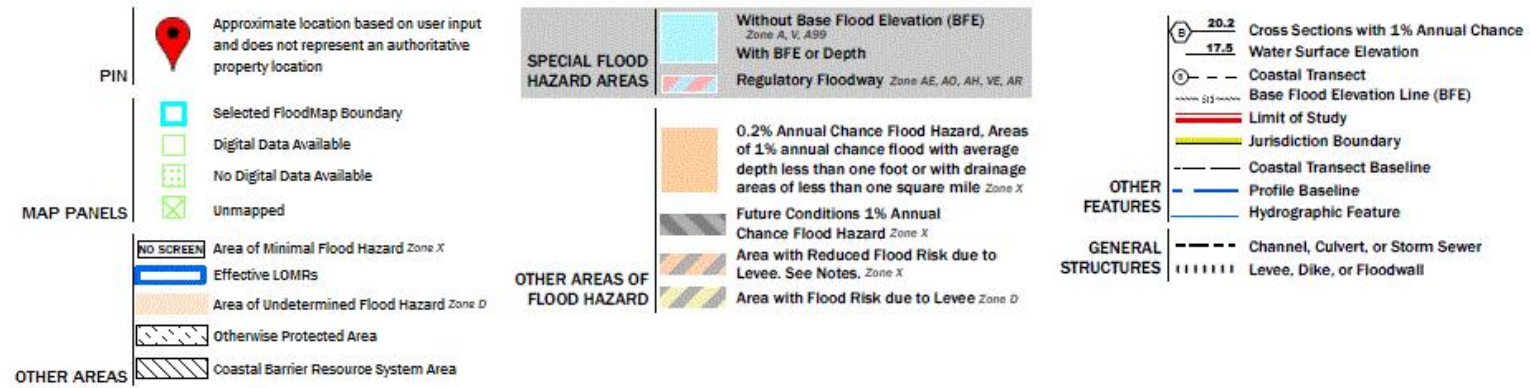 PIN
Approximate location based on user input
and does not represent an authoritative
property location
MAP PANELS
Selected FloodMap Boundary
Digital Data Available
No Digital Data Available
Unmapped
OTHER AREAS
NO SCREEN Area of Minimal Flood Hazard Zone X
Effective LOMRs
Area of Undetermined Flood Hazard Zone D
Otherwise Protected Area
Coastal Barrier Resource System Area
SPECIAL FLOOD
HAZARD AREAS
Without Base Flood Elevation (BFE)
Zone A, V, A99
With BFE or Depth
Regulatory Floodway Zone AE, AO, AH, VE, AR
OTHER AREAS OF
FLOOD HAZARD
0.2% Annual Chance Flood Hazard, Areas
of 1% annual chance flood with average
depth less than one foot or with drainage
areas of less than one square mile Zone X
Future Conditions 1% Annual
Chance Flood Hazard Zone X
Area with Reduced Flood Risk due to
Levee. See Notes. Zone X
Area with Flood Risk due to Levee Zone D
OTHER
FEATURES
B 20.2 Cross Sections with 1% Annual Chance
17.5 Water Surface Elevation
8 Coastal Transect
513 Base Flood Elevation Line (BFE)
Limit of Study
Jurisdiction Boundary
Coastal Transect Baseline
Profile Baseline
Hydrographic Feature
GENERAL
STRUCTURES
Channel, Culvert, or Storm Sewer
Levee, Dike, or Floodwall